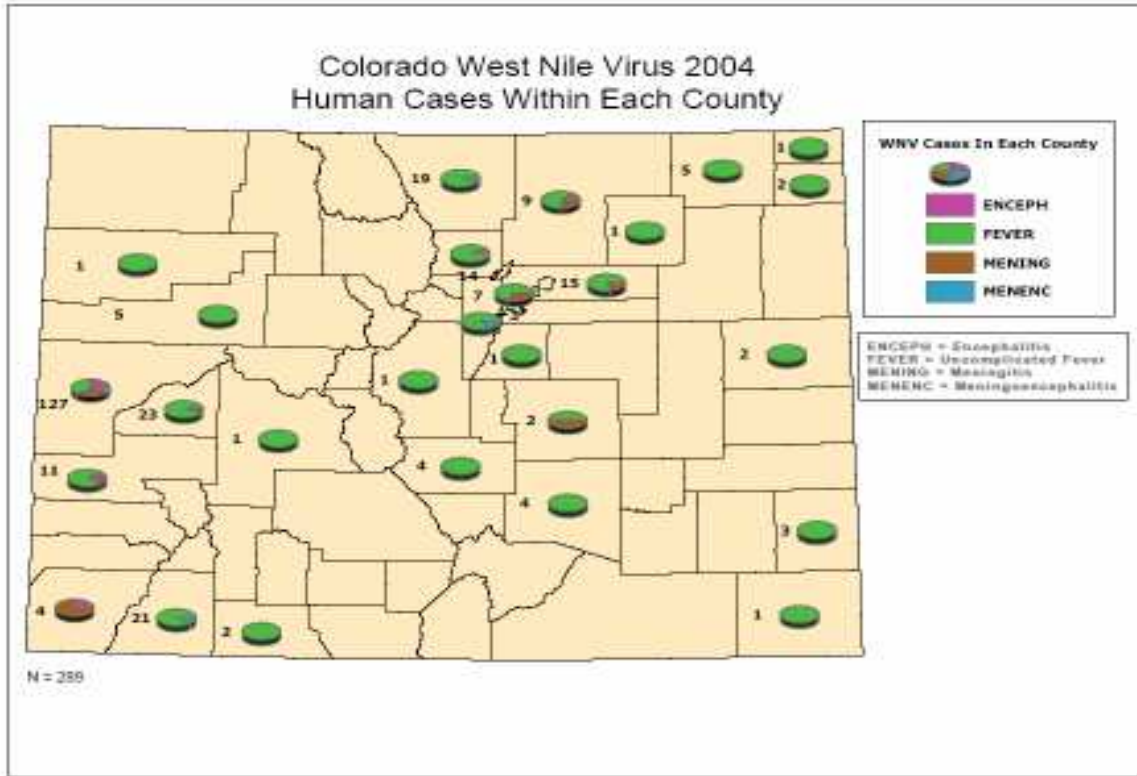 Colorado West Nile Virus 2004
Human Cases Within Each County
WNV Cases In Each County
ENCEPH
FEVER
MENING
MENENC
ENCEPH = Encephalitis
FEVER = Uncomplicated Fever
MENING = Meningitis
MENENC = Meningoencephalitis
1
19
5
2
9
1
1
14
15
7
5
1
2
1
127
23
2
1
4
11
4
3
4
21
2
1
N = 289